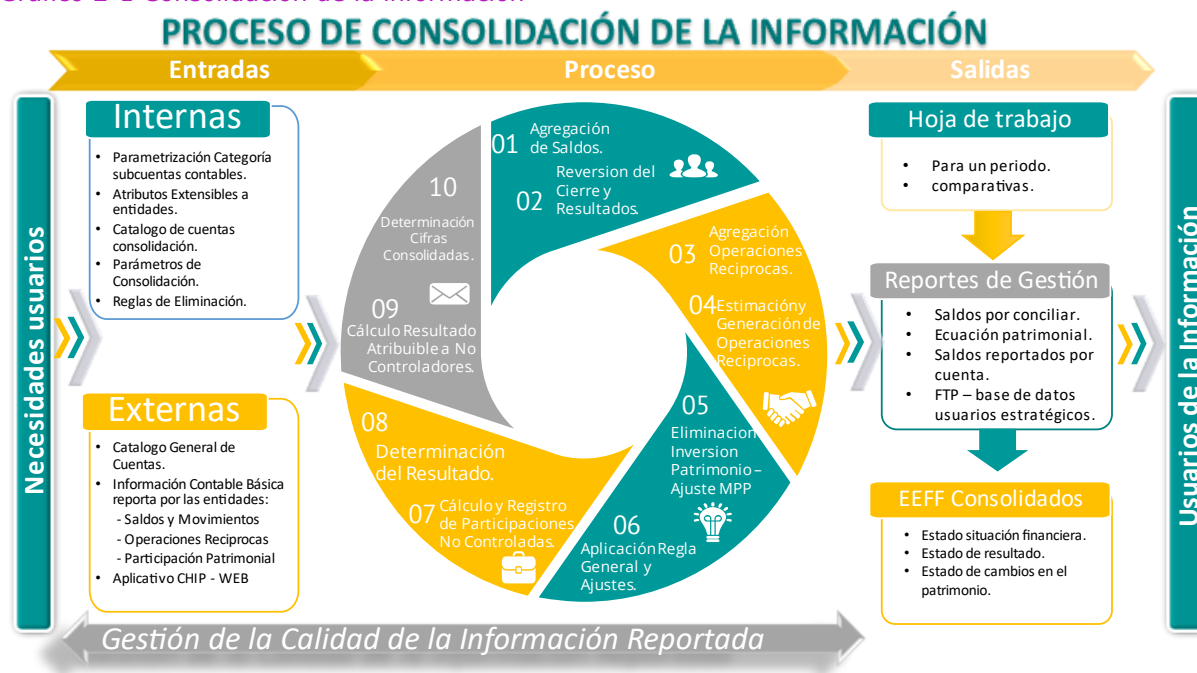 Gráfico 2-1 Consolidación de la Información
PROCESO DE CONSOLIDACIÓN DE LA INFORMACIÓN
Entradas
Proceso
Salidas
Necesidades usuarios
Internas
• Parametrización Categoría
subcuentas contables.
• Atributos Extensibles a
entidades.
• Catalogo de cuentas
consolidación.
• Parámetros de
Consolidación.
• Reglas de Eliminación.
Externas
• Catalogo General de
Cuentas.
• Información Contable Básica
reporta por las entidades:
- Saldos y Movimientos
- Operaciones Reciprocas
- Participación Patrimonial
• Aplicativo CHIP - WEB
01 Agregación
de Saldos.
02 Reversion del
Cierre y
Resultados.
03 Agregación
Operaciones
Reciprocas.
04 Estimación y
Generación de
Operaciones
Reciprocas.
05
Eliminacion
Inversion
Patrimonio –
Ajuste MPP
06
Aplicación Regla
General y
Ajustes.
07 Cálculo y Registro
de Participaciones
No Controladas.
08
Determinación
del Resultado.
09
Cálculo Resultado
Atribuible a No
Controladores.
10
Determinación
Cifras
Consolidadas.
Hoja de trabajo
• Para un periodo.
• comparativas.
Reportes de Gestión
• Saldos por conciliar.
• Ecuación patrimonial.
• Saldos reportados por
cuenta.
• FTP – base de datos
usuarios estratégicos.
EEFF Consolidados
• Estado situación financiera.
• Estado de resultado.
• Estado de cambios en el
patrimonio.
Usuarios de la Información
Gestión de la Calidad de la Información Reportada